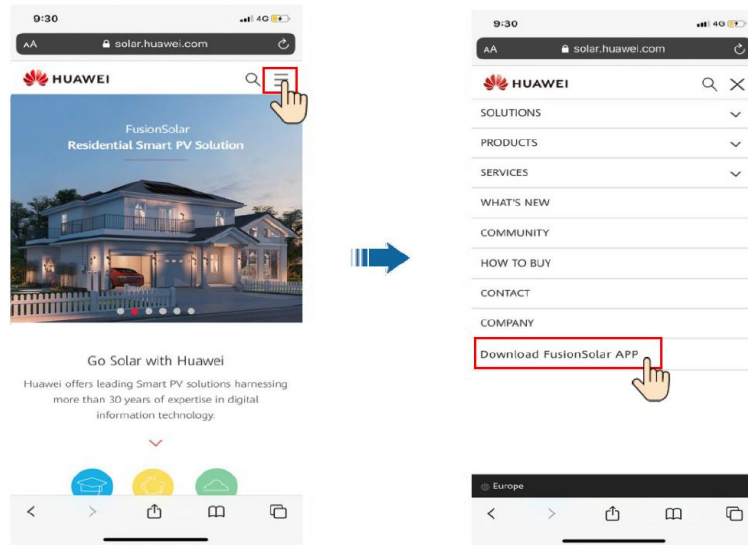 9:30
4G
AA
solar.huawei.com
HUAWEI
FusionSolar
Residential Smart PV Solution
Go Solar with Huawei
Huawei offers leading Smart PV solutions harnessing
more than 30 years of expertise in digital
information technology.
9:30
4G
AA
solar.huawei.com
HUAWEI
SOLUTIONS
PRODUCTS
SERVICES
WHAT'S NEW
COMMUNITY
HOW TO BUY
CONTACT
COMPANY
Download FusionSolar APP
Europe